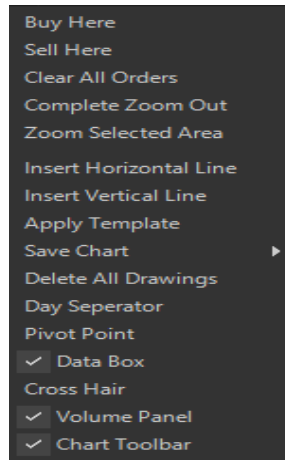 Buy Here
Sell Here
Clear All Orders
Complete Zoom Out
Zoom Selected Area
Insert Horizontal Line
Insert Vertical Line
Apply Template
Save Chart
Delete All Drawings
Day Seperator
Pivot Point
Data Box
Cross Hair
Volume Panel
Chart Toolbar